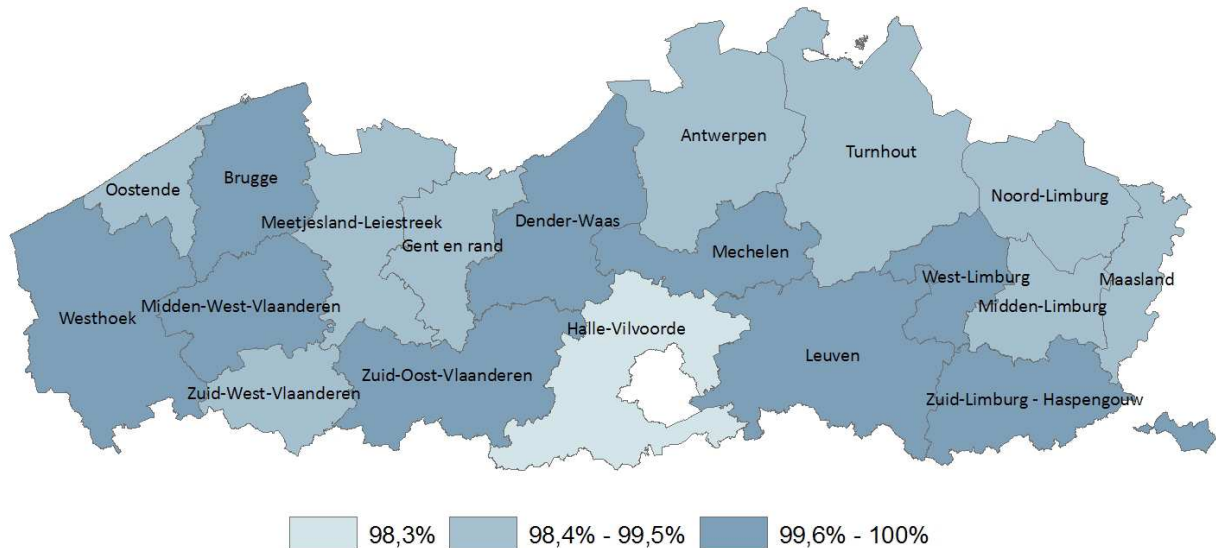 Antwerpen
Turnhout
Brugge
Oostende
Noord-Limburg
Meetjesland-Leiestreek
Dender-Waas
Gent en rand
Mechelen
West-Limburg
Maasland
Midden-West-Vlaanderen
Midden-Limburg
Westhoek
Halle-Vilvoorde
Leuven
Zuid-Oost-Vlaanderen
Zuid-West-Vlaanderen
Zuid-Limburg - Haspengouw
98,3% 98,4% - 99,5% 99,6% - 100%